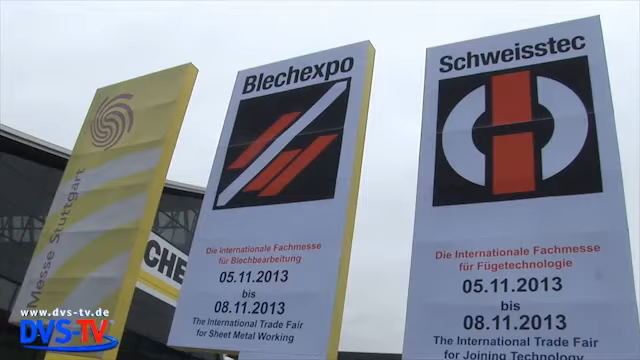 Messe Stuttgart
Blechexpo
Die Internationale Fachmesse
für Blechbearbeitung
05.11.2013
bis
08.11.2013
The International Trade Fair
for Sheet Metal Working
Schweisstec
Die Internationale Fachmesse
für Fügetechnologie
05.11.2013
bis
08.11.2013
The International Trade Fair
for Joining Technology
CHE
www.dvs-tv.de
DVS-TV